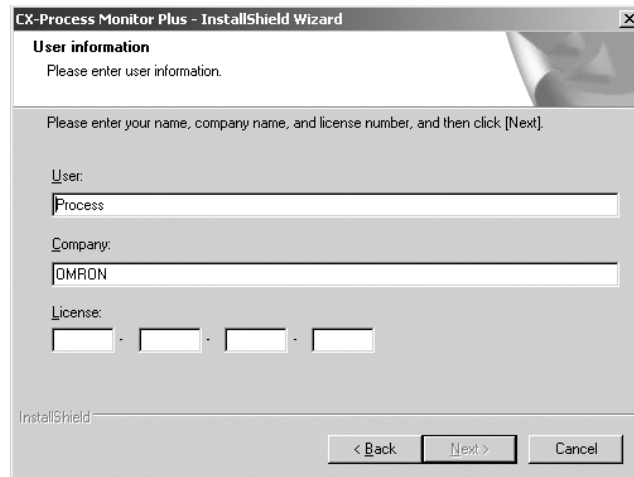 CX-Process Monitor Plus - InstallShield Wizard
User information
Please enter user information.
Please enter your name, company name, and license number, and then click [Next].
User:
Process
Company:
OMRON
License:
- - -
InstallShield
< Back Next > Cancel